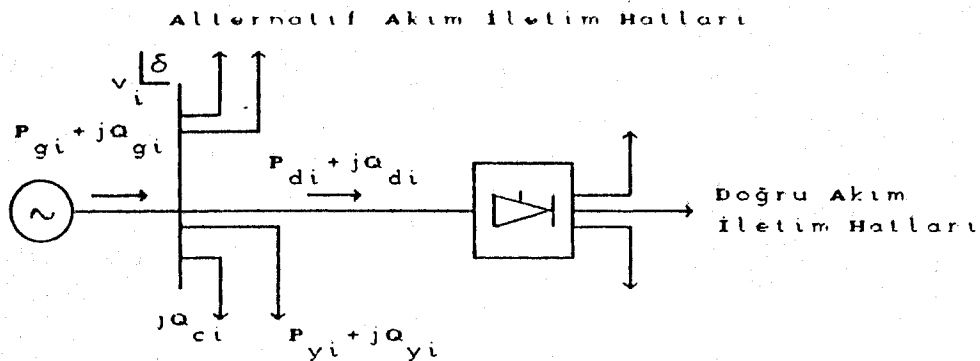 Alternatif Akım İletim Hatları
V_i δ
P_gi + jQ_gi
P_di + jQ_di
~
Doğru Akım
İletim Hatları
jQ_ci
P_yi + jQ_yi